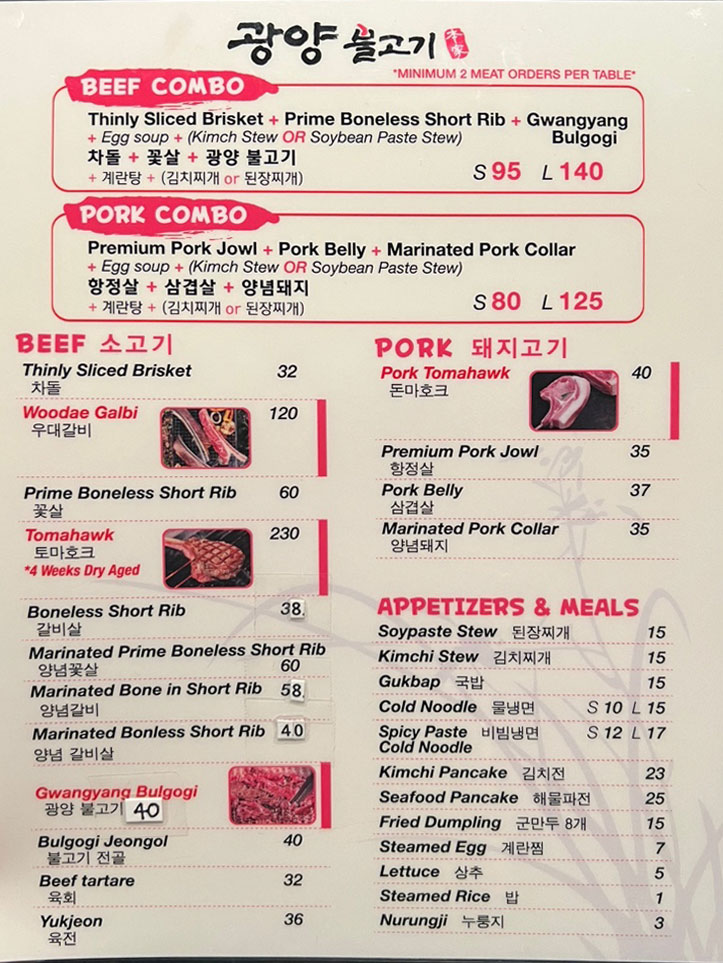 광양 불고기 本家
*MINIMUM 2 MEAT ORDERS PER TABLE*
BEEF COMBO
Thinly Sliced Brisket + Prime Boneless Short Rib + Gwangyang Bulgogi
+ Egg soup + (Kimch Stew OR Soybean Paste Stew)
차돌 + 꽃살 + 광양 불고기
+ 계란탕 + (김치찌개 or 된장찌개)
S 95 L 140
PORK COMBO
Premium Pork Jowl + Pork Belly + Marinated Pork Collar
+ Egg soup + (Kimch Stew OR Soybean Paste Stew)
항정살 + 삼겹살 + 양념돼지
+ 계란탕 + (김치찌개 or 된장찌개)
S 80 L 125
BEEF 소고기
Thinly Sliced Brisket 32
차돌
Woodae Galbi 120
우대갈비
Prime Boneless Short Rib 60
꽃살
Tomahawk 230
토마호크
*4 Weeks Dry Aged
Boneless Short Rib 38
갈비살
Marinated Prime Boneless Short Rib
양념꽃살 60
Marinated Bone in Short Rib 58
양념갈비
Marinated Bonless Short Rib 40
양념 갈비살
Gwangyang Bulgogi
광양 불고기 40
Bulgogi Jeongol 40
불고기 전골
Beef tartare 32
육회
Yukjeon 36
육전
PORK 돼지고기
Pork Tomahawk 40
돈마호크
Premium Pork Jowl 35
항정살
Pork Belly 37
삼겹살
Marinated Pork Collar 35
양념돼지
APPETIZERS & MEALS
Soypaste Stew 된장찌개 15
Kimchi Stew 김치찌개 15
Gukbap 국밥 15
Cold Noodle 물냉면 S 10 L 15
Spicy Paste 비빔냉면 S 12 L 17
Cold Noodle
Kimchi Pancake 김치전 23
Seafood Pancake 해물파전 25
Fried Dumpling 군만두 8개 15
Steamed Egg 계란찜 7
Lettuce 상추 5
Steamed Rice 밥 1
Nurungji 누룽지 3